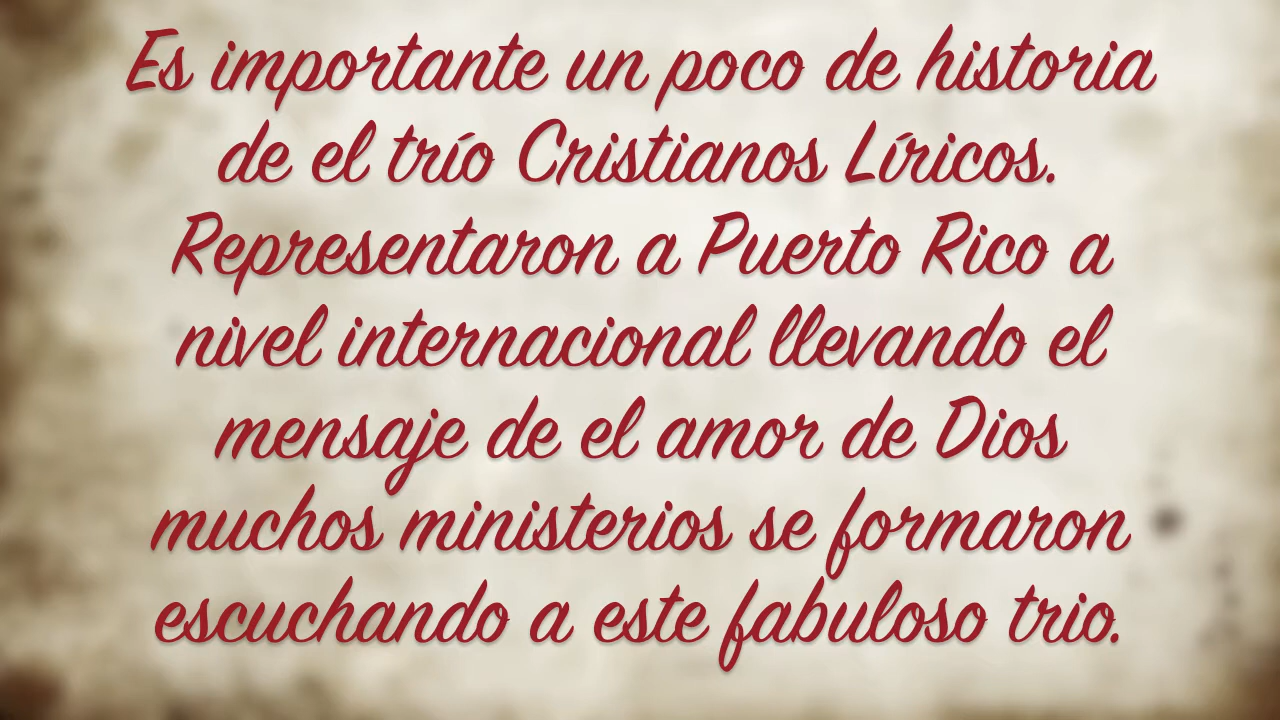 Es importante un poco de historia
de el trío Cristianos Líricos.
Representaron a Puerto Rico a
nivel internacional llevando el
mensaje de el amor de Dios
muchos ministerios se formaron
escuchando a este fabuloso trio.